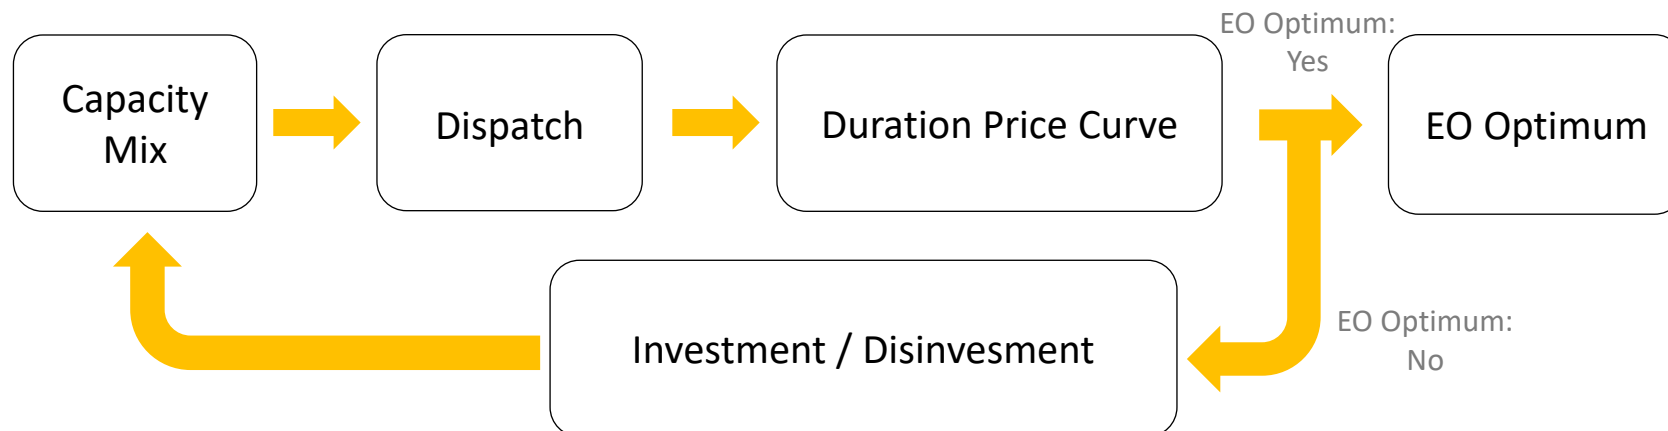 EO Optimum:
Yes
Capacity
Mix
Dispatch
Duration Price Curve
EO Optimum
Investment / Disinvesment
EO Optimum:
No